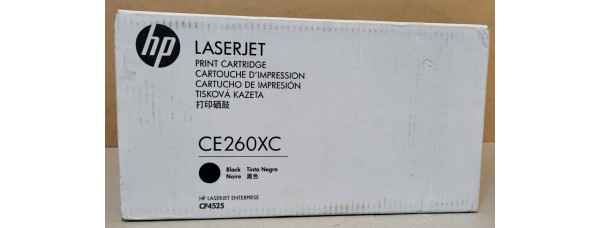 hp
LASERJET
PRINT CARTRIDGE
CARTOUCHE D'IMPRESSION
CARTUCHO DE IMPRESIÓN
TISKOVÁ KAZETA
打印硒鼓
CE260XC
Black Tinta Negra
Noire 黑色
HP LASERJET ENTERPRISE
CP4525